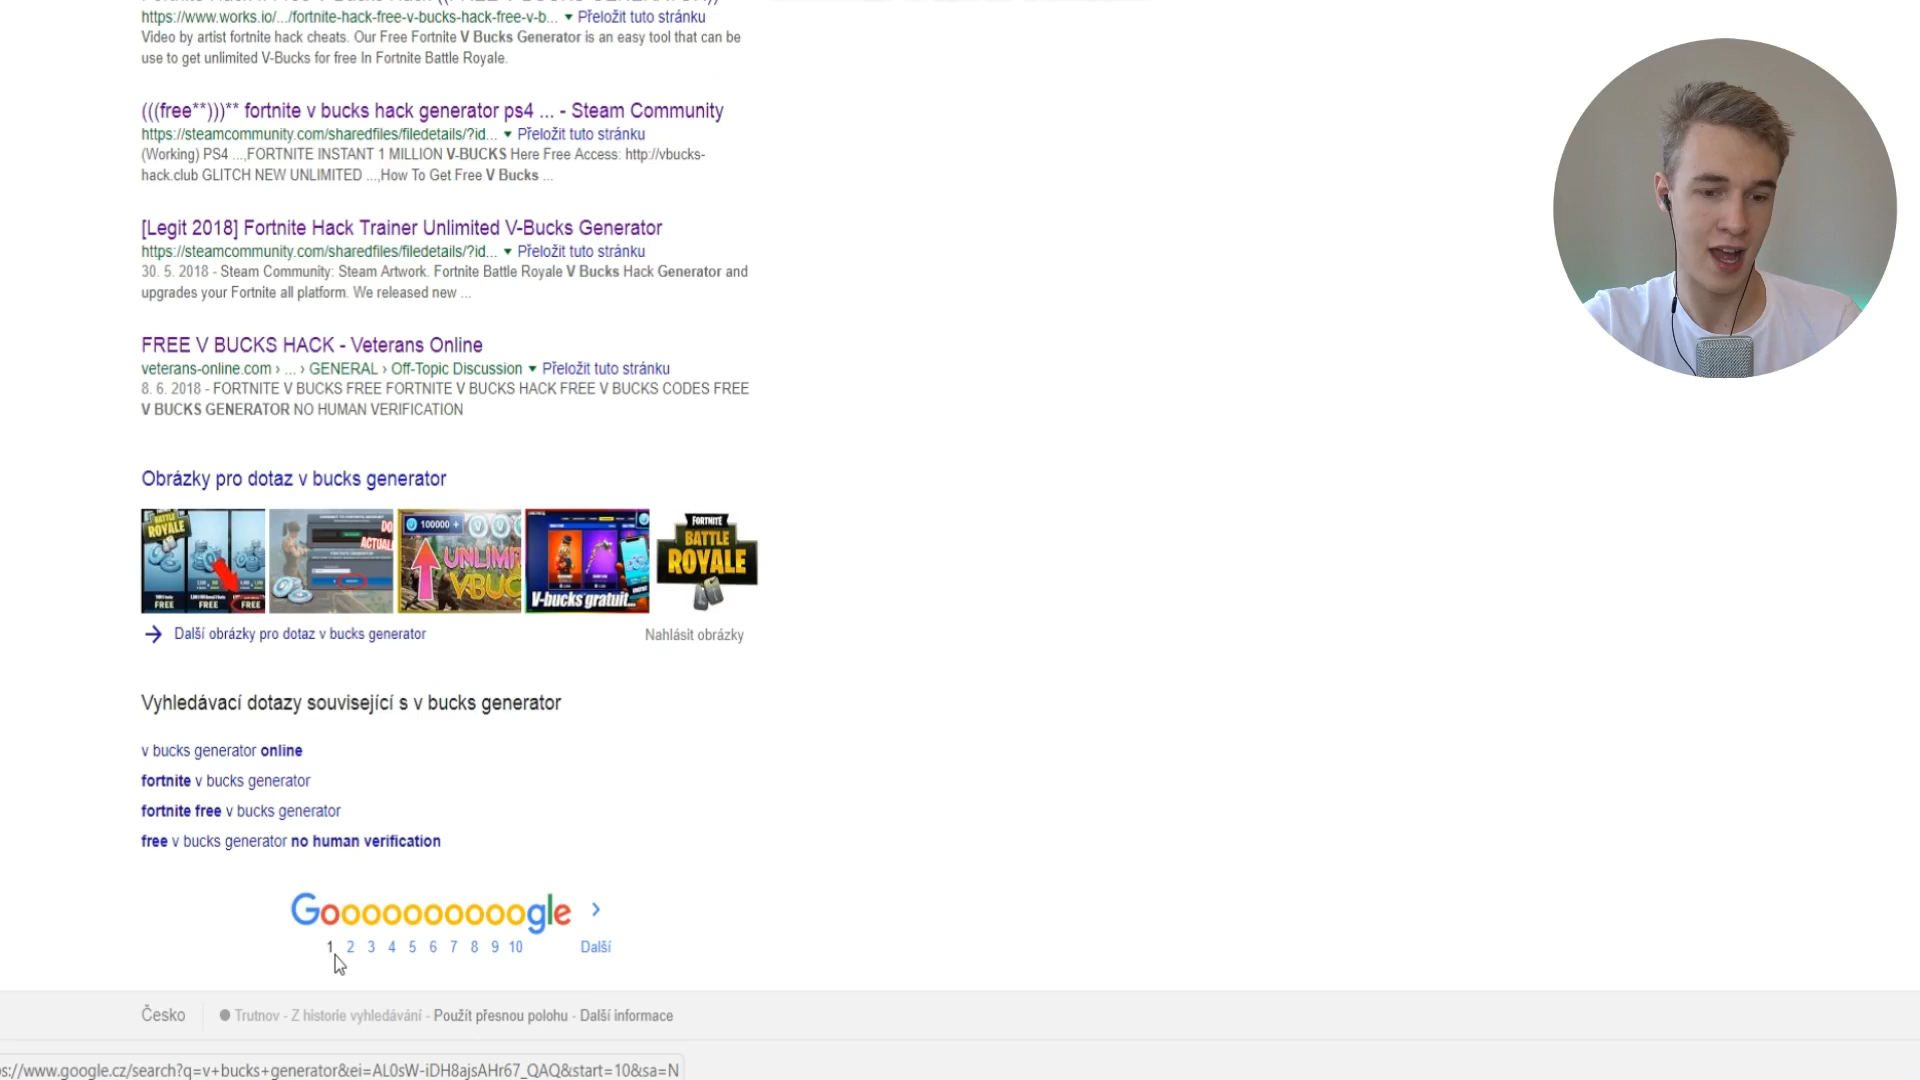 https://www.works.io/.../fortnite-hack-free-v-bucks-hack-free-v-b... ▼ Přeložit tuto stránku
Video by artist fortnite hack cheats. Our Free Fortnite V Bucks Generator is an easy tool that can be
use to get unlimited V-Bucks for free In Fortnite Battle Royale.
(((free**)))** fortnite v bucks hack generator ps4 ... - Steam Community
https://steamcommunity.com/sharedfiles/filedetails/?id... ▼ Přeložit tuto stránku
(Working) PS4 ...,FORTNITE INSTANT 1 MILLION V-BUCKS Here Free Access: http://vbucks-
hack.club GLITCH NEW UNLIMITED ...,How To Get Free V Bucks ...
[Legit 2018] Fortnite Hack Trainer Unlimited V-Bucks Generator
https://steamcommunity.com/sharedfiles/filedetails/?id... ▼ Přeložit tuto stránku
30. 5. 2018 - Steam Community: Steam Artwork. Fortnite Battle Royale V Bucks Hack Generator and
upgrades your Fortnite all platform. We released new ...
FREE V BUCKS HACK - Veterans Online
veterans-online.com › ... › GENERAL › Off-Topic Discussion ▼ Přeložit tuto stránku
8. 6. 2018 - FORTNITE V BUCKS FREE FORTNITE V BUCKS HACK FREE V BUCKS CODES FREE
V BUCKS GENERATOR NO HUMAN VERIFICATION
Obrázky pro dotaz v bucks generator
BATTLE
ROYALE
FREE FREE FREE
DO
ACTUAL
100000 +
UNLIMI
VBUC
V-bucks gratuit...
FORTNITE
BATTLE
ROYALE
Další obrázky pro dotaz v bucks generator
Nahlásit obrázky
Vyhledávací dotazy související s v bucks generator
v bucks generator online
fortnite v bucks generator
fortnite free v bucks generator
free v bucks generator no human verification
Goooooooooogle >
1 2 3 4 5 6 7 8 9 10 Další
Česko
Trutnov - Z historie vyhledávání - Použít přesnou polohu - Další informace
s://www.google.cz/search?q=v+bucks+generator&ei=AL0sW-iDH8ajsAHr67_QAQ&start=10&sa=N